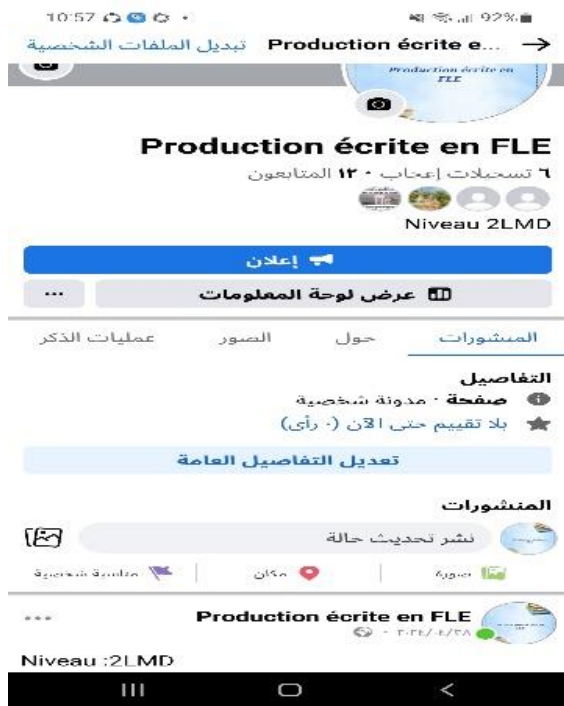 10:57 92%
Production écrite e... تبديل الملفات الشخصية
Production écrite en FLE
Production écrite en FLE
٦ تسجيلات إعجاب • ١٢ المتابعون
Niveau 2LMD
إعلان
عرض لوحة المعلومات
المنشورات حول الصور عمليات الذكر
التفاصيل
صفحة · مدونة شخصية
بلا تقييم حتى الآن (٠ رأي)
تعديل التفاصيل العامة
المنشورات
نشر تحديث حالة
صورة مكان مناسبة شخصية
Production écrite en FLE
Niveau :2LMD